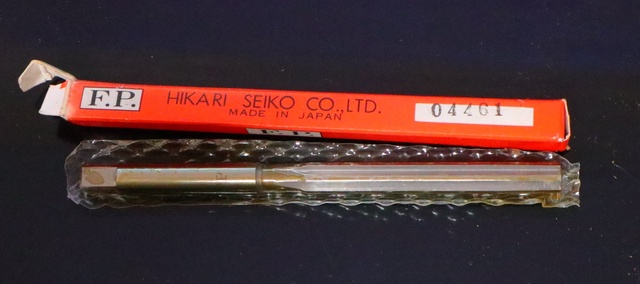 F.P.
HIKARI SEIKO CO.,LTD.
MADE IN JAPAN
04461